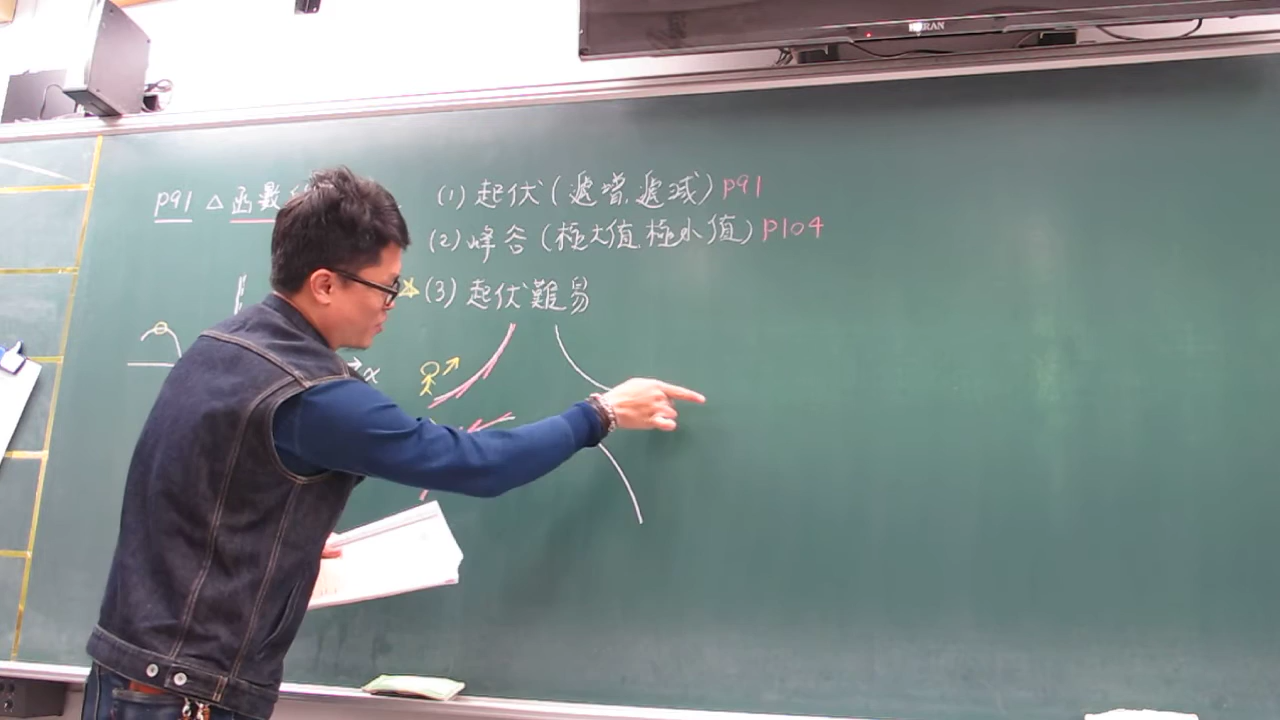 P91 △ 函數
(1) 起伏 (遞增, 遞減) P91
(2) 峰谷 (極大值, 極小值) P104
☆(3) 起伏難易
x